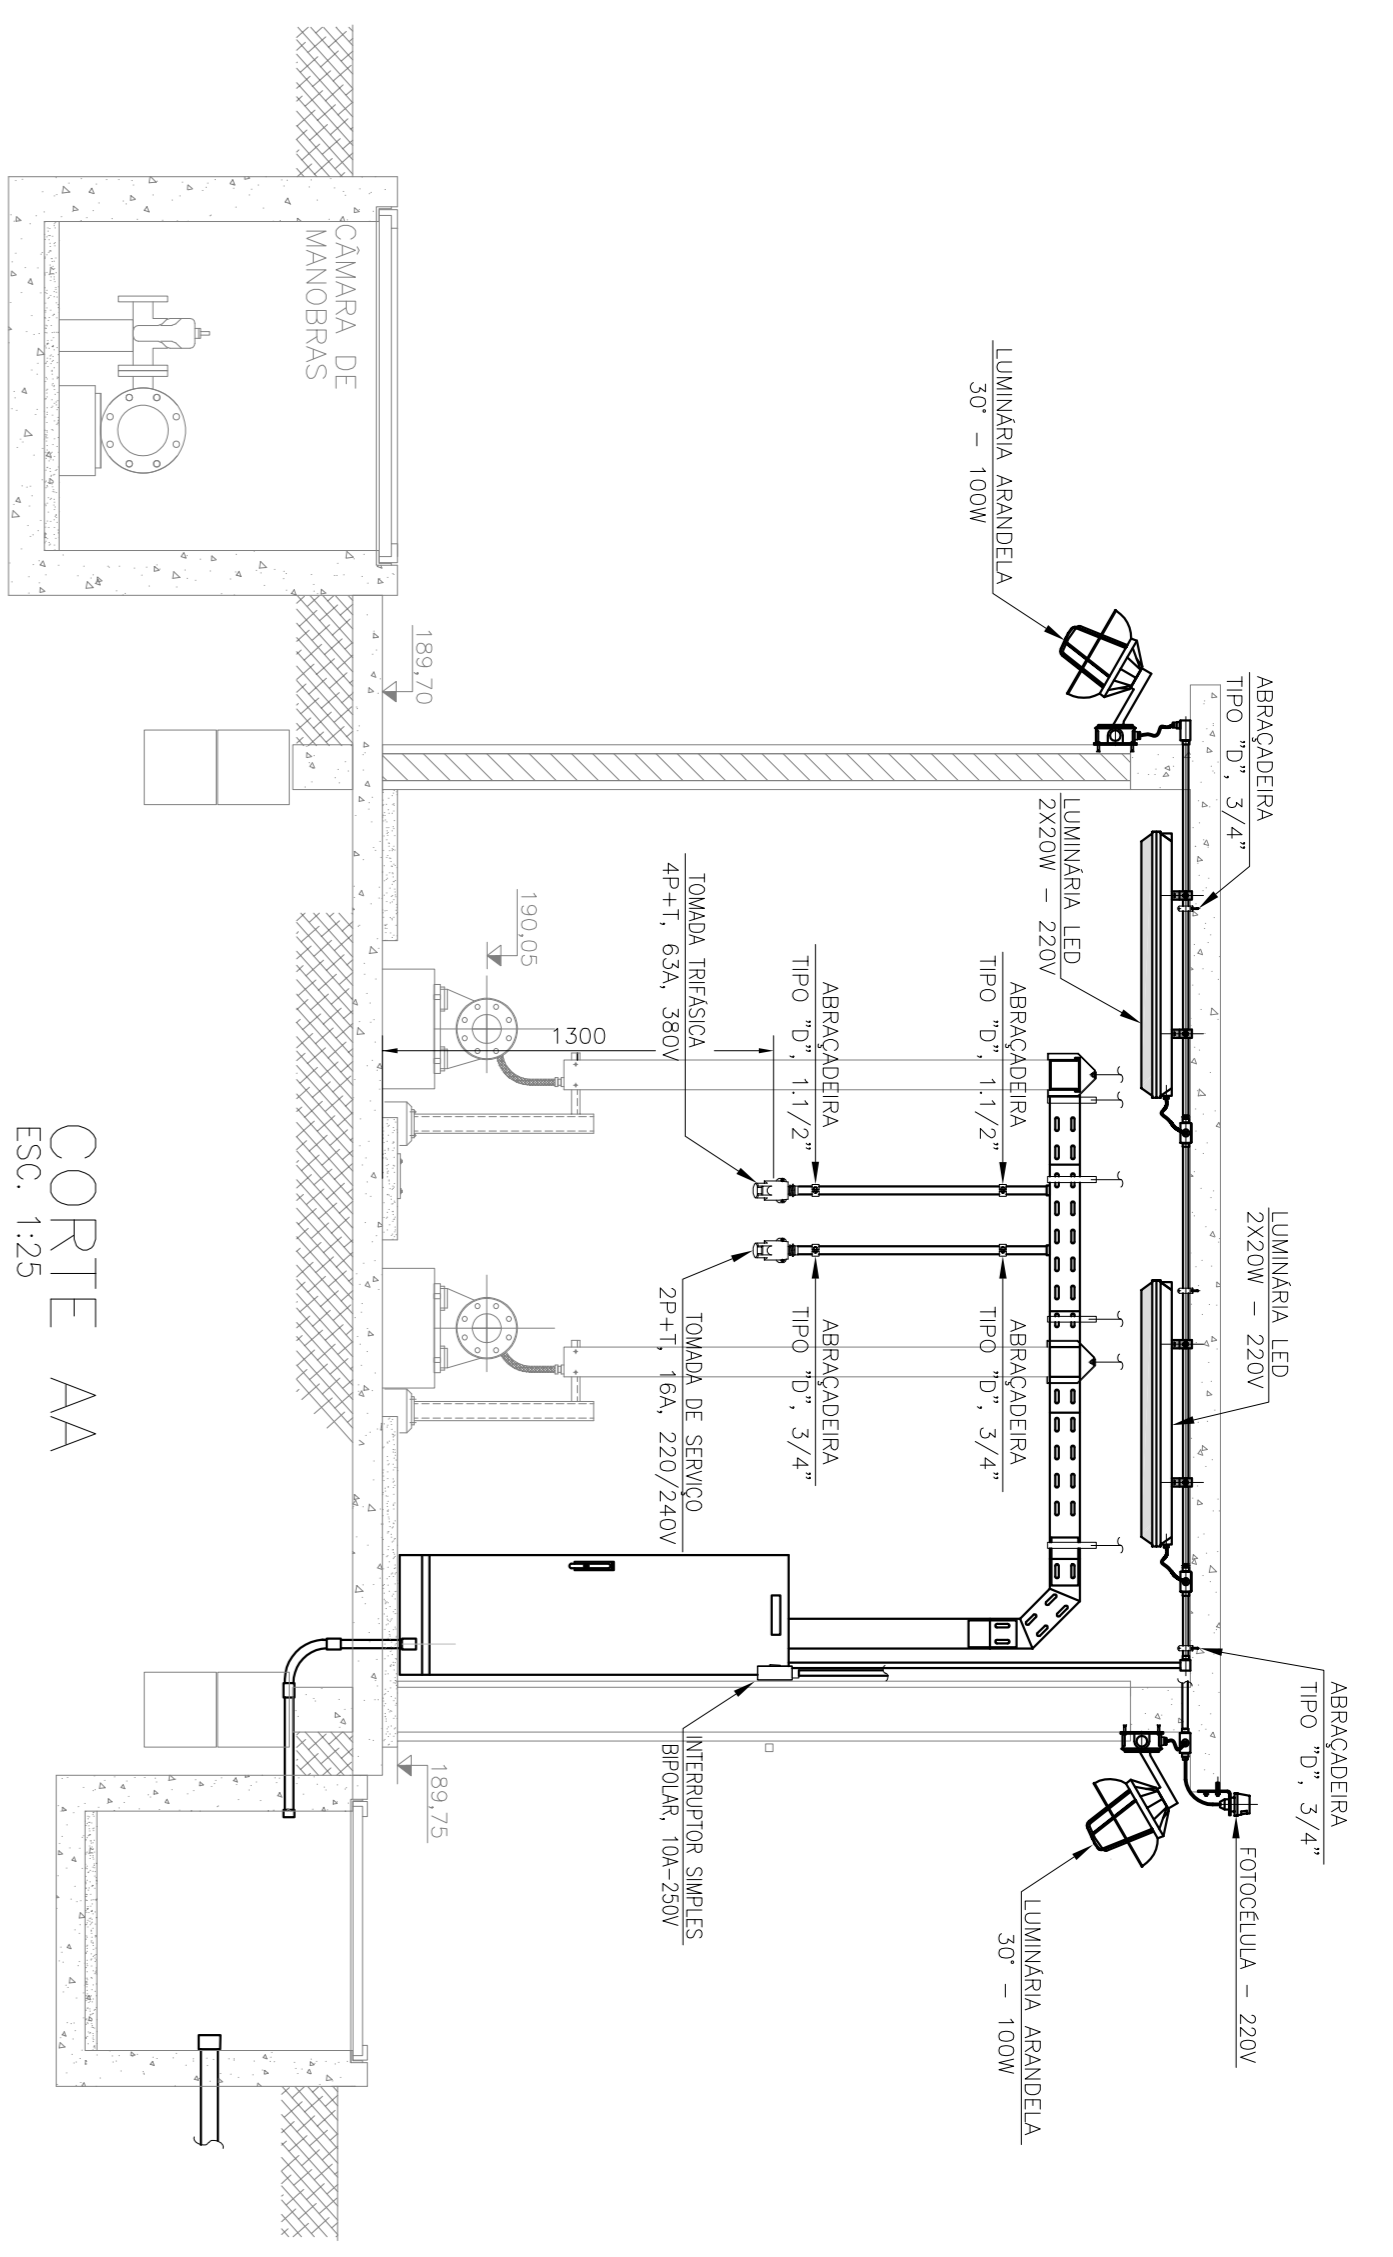 ABRAÇADEIRA
TIPO "D", 3/4"
LUMINÁRIA LED
2X20W - 220V
ABRAÇADEIRA
TIPO "D", 3/4"
FOTOCÉLULA - 220V
LUMINÁRIA ARANDELA
30° - 100W
LUMINÁRIA LED
2X20W - 220V
LUMINÁRIA ARANDELA
30° - 100W
ABRAÇADEIRA
TIPO "D", 1.1/2"
ABRAÇADEIRA
TIPO "D", 3/4"
ABRAÇADEIRA
TIPO "D", 1.1/2"
ABRAÇADEIRA
TIPO "D", 3/4"
TOMADA TRIFÁSICA
4P+T, 63A, 380V
TOMADA DE SERVIÇO
2P+T, 16A, 220/240V
INTERRUPTOR SIMPLES
BIPOLAR, 10A-250V
1300
190,05
189,70
189,75
CÂMARA DE
MANOBRAS
CORTE AA
ESC. 1:25